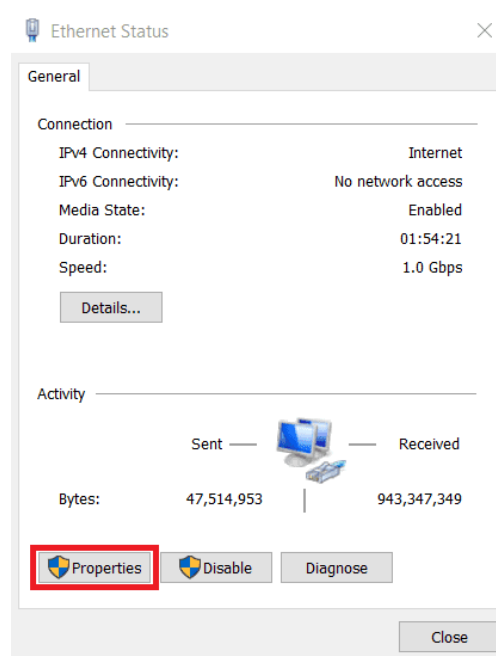 Ethernet Status
General
Connection
IPv4 Connectivity: Internet
IPv6 Connectivity: No network access
Media State: Enabled
Duration: 01:54:21
Speed: 1.0 Gbps
Details...
Activity
Sent Received
Bytes: 47,514,953 943,347,349
Properties Disable Diagnose
Close